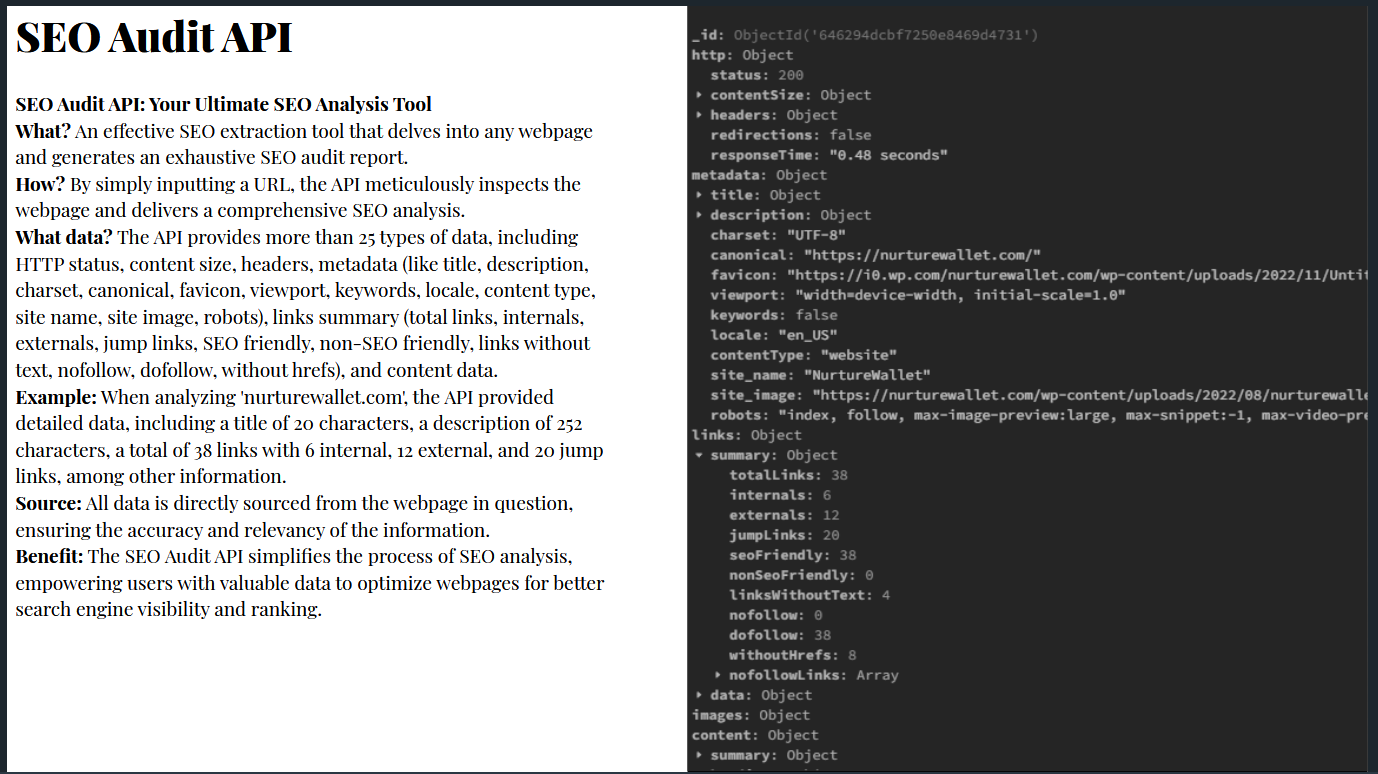 SEO Audit API
SEO Audit API: Your Ultimate SEO Analysis Tool
What? An effective SEO extraction tool that delves into any webpage
and generates an exhaustive SEO audit report.
How? By simply inputting a URL, the API meticulously inspects the
webpage and delivers a comprehensive SEO analysis.
What data? The API provides more than 25 types of data, including
HTTP status, content size, headers, metadata (like title, description,
charset, canonical, favicon, viewport, keywords, locale, content type,
site name, site image, robots), links summary (total links, internals,
externals, jump links, SEO friendly, non-SEO friendly, links without
text, nofollow, dofollow, without hrefs), and content data.
Example: When analyzing 'nurturewallet.com', the API provided
detailed data, including a title of 20 characters, a description of 252
characters, a total of 38 links with 6 internal, 12 external, and 20 jump
links, among other information.
Source: All data is directly sourced from the webpage in question,
ensuring the accuracy and relevancy of the information.
Benefit: The SEO Audit API simplifies the process of SEO analysis,
empowering users with valuable data to optimize webpages for better
search engine visibility and ranking.
_id: ObjectId('646294dcbf7250e8469d4731')
http: Object
status: 200
contentSize: Object
headers: Object
redirections: false
responseTime: "0.48 seconds"
metadata: Object
title: Object
description: Object
charset: "UTF-8"
canonical: "https://nurturewallet.com/"
favicon: "https://i0.wp.com/nurturewallet.com/wp-content/uploads/2022/11/Untit
viewport: "width=device-width, initial-scale=1.0"
keywords: false
locale: "en_US"
contentType: "website"
site_name: "NurtureWallet"
site_image: "https://nurturewallet.com/wp-content/uploads/2022/08/nurturewalle
robots: "index, follow, max-image-preview:large, max-snippet:-1, max-video-pre
links: Object
summary: Object
totalLinks: 38
internals: 6
externals: 12
jumpLinks: 20
seoFriendly: 38
nonSeoFriendly: 0
linksWithoutText: 4
nofollow: 0
dofollow: 38
withoutHrefs: 8
nofollowLinks: Array
data: Object
images: Object
content: Object
summary: Object